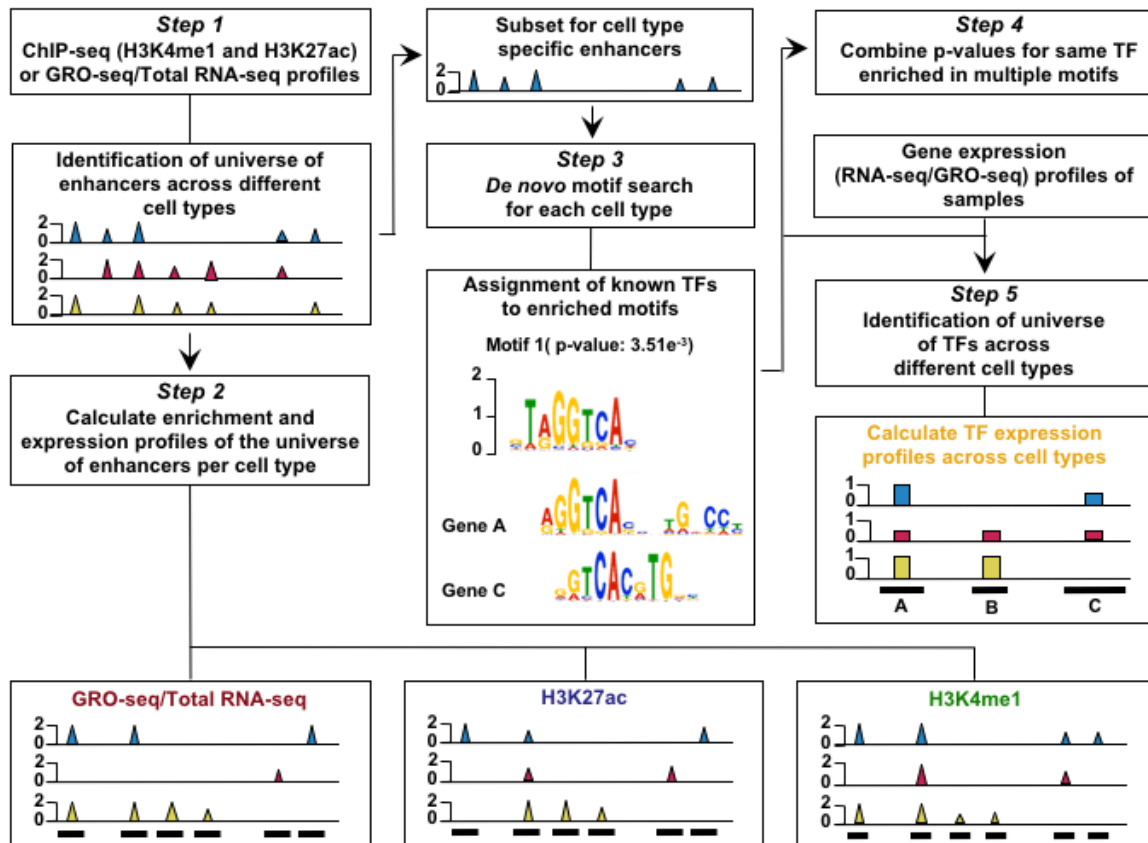 Step 1
ChIP-seq (H3K4me1 and H3K27ac)
or GRO-seq/Total RNA-seq profiles
Identification of universe of
enhancers across different
cell types
2
0
2
0
2
0
Step 2
Calculate enrichment and
expression profiles of the universe
of enhancers per cell type
Subset for cell type
specific enhancers
2
0
Step 3
De novo motif search
for each cell type
Assignment of known TFs
to enriched motifs
Motif 1( p-value: 3.51e-3)
2
1
0
TAGGTCA
Gene A
AGGTCA TG CCT
Gene C
GTCAC TG
Step 4
Combine p-values for same TF
enriched in multiple motifs
Gene expression
(RNA-seq/GRO-seq) profiles of
samples
Step 5
Identification of universe
of TFs across
different cell types
Calculate TF expression
profiles across cell types
1
0
1
0
1
0
A B C
GRO-seq/Total RNA-seq
2
0
2
0
2
0
H3K27ac
2
0
2
0
2
0
H3K4me1
2
0
2
0
2
0